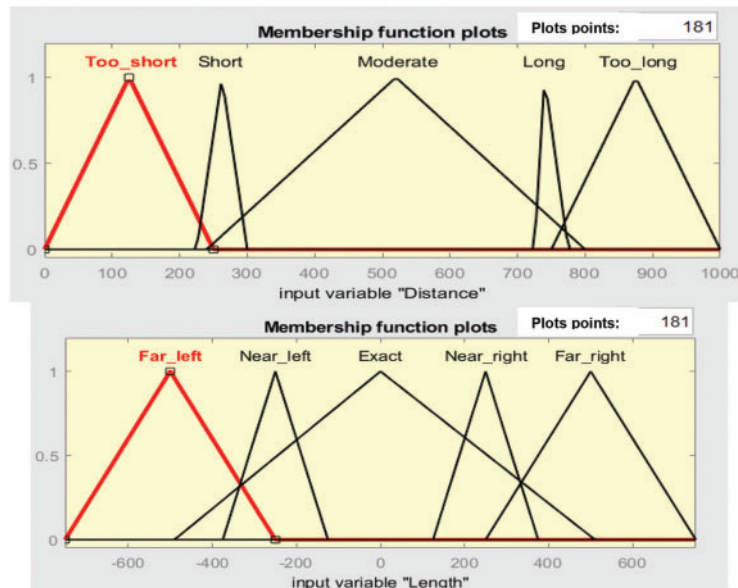 Membership function plots Plots points: 181
Too_short Short Moderate Long Too_long
1
0.5
0
0 100 200 300 400 500 600 700 800 900 1000
input variable "Distance"
Membership function plots Plots points: 181
Far_left Near_left Exact Near_right Far_right
1
0.5
0
-600 -400 -200 0 200 400 600
input variable "Length"